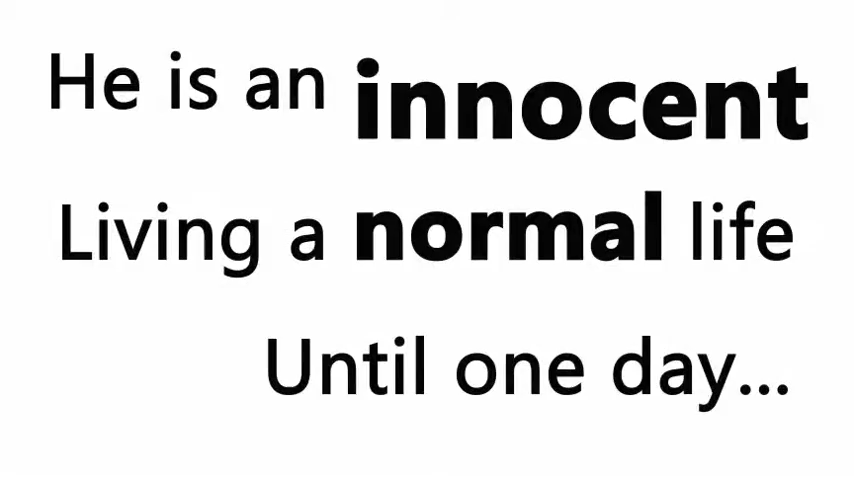 He is an innocent
Living a normal life
Until one day...